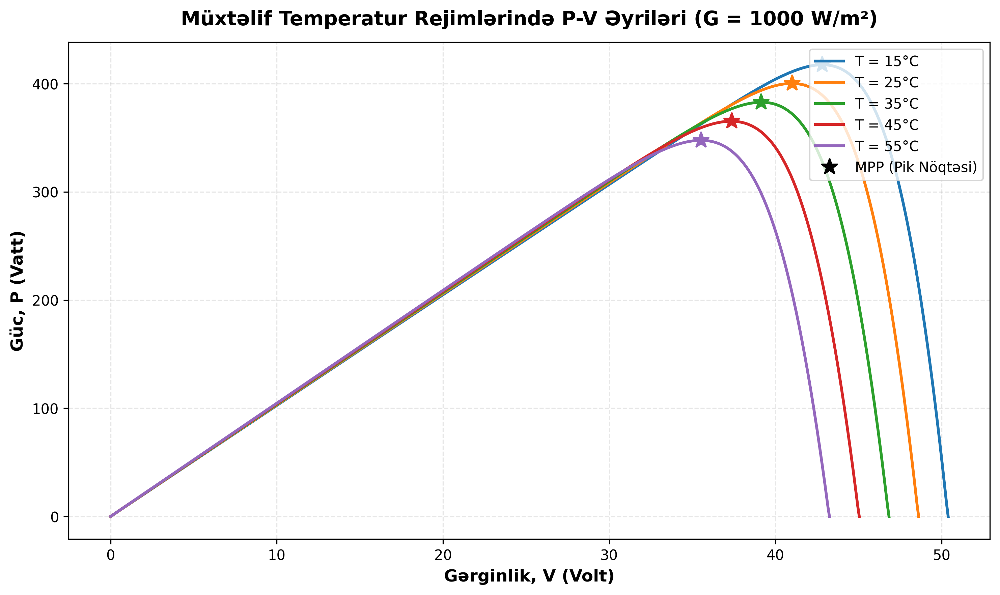 Müxtəlif Temperatur Rejimlərində P-V Əyriləri (G = 1000 W/m²)
T = 15°C
T = 25°C
T = 35°C
T = 45°C
T = 55°C
MPP (Pik Nöqtəsi)
Güc, P (Vatt)
400
300
200
100
0
0 10 20 30 40 50
Gərginlik, V (Volt)